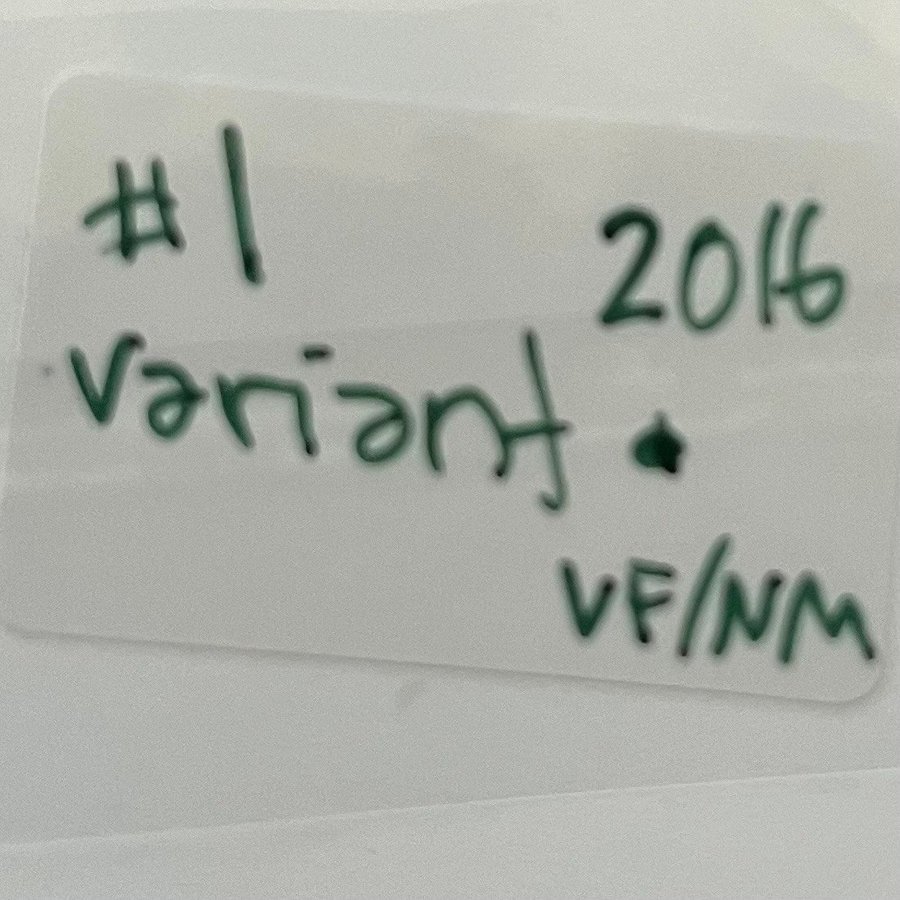 #1
2016
Variant
VF/NM